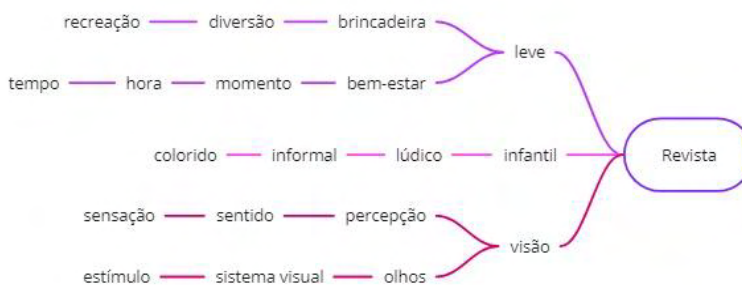 recreação diversão brincadeira
leve
tempo hora momento bem-estar
colorido informal lúdico infantil Revista
sensação sentido percepção
visão
estímulo sistema visual olhos